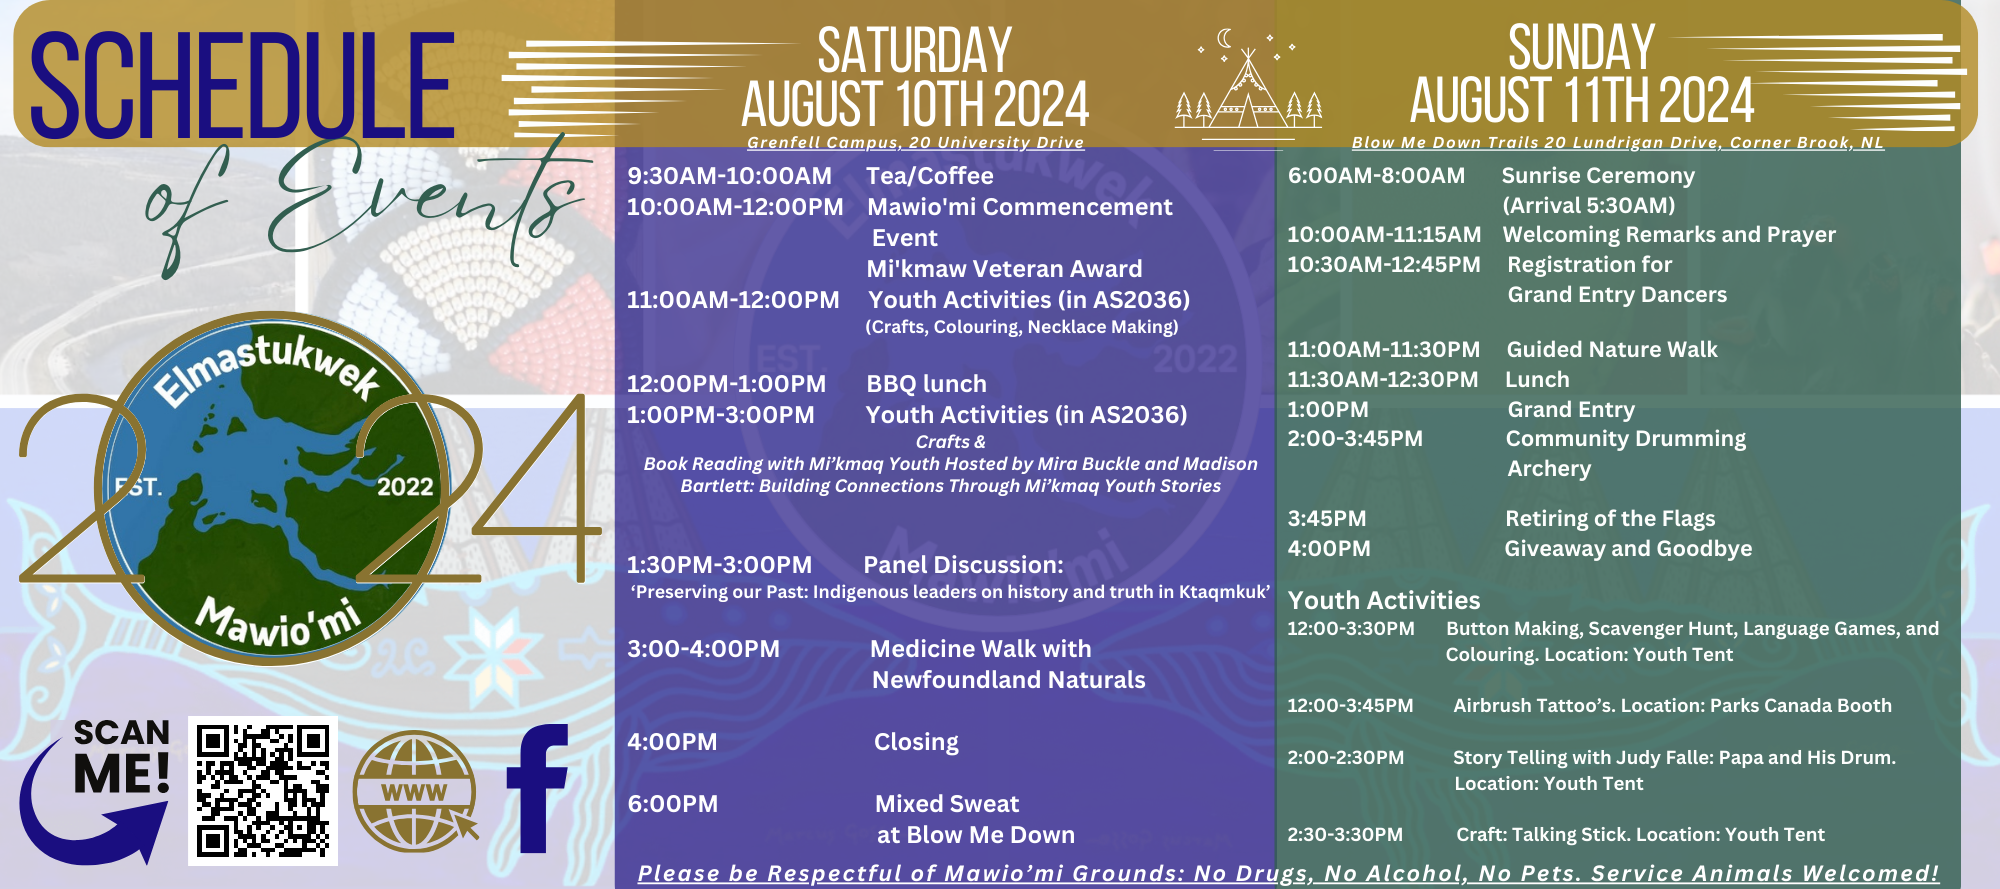 SCHEDULE
of Events
Elmastukwek
EST. 2022
Mawio'mi
2024
SCAN
ME!
WWW
SATURDAY
AUGUST 10TH 2024
Grenfell Campus, 20 University Drive
9:30AM-10:00AM Tea/Coffee
10:00AM-12:00PM Mawio'mi Commencement
Event
Mi'kmaw Veteran Award
11:00AM-12:00PM Youth Activities (in AS2036)
(Crafts, Colouring, Necklace Making)
12:00PM-1:00PM BBQ lunch
1:00PM-3:00PM Youth Activities (in AS2036)
Crafts &
Book Reading with Mi’kmaq Youth Hosted by Mira Buckle and Madison
Bartlett: Building Connections Through Mi’kmaq Youth Stories
1:30PM-3:00PM Panel Discussion:
‘Preserving our Past: Indigenous leaders on history and truth in Ktaqmkuk’
3:00-4:00PM Medicine Walk with
Newfoundland Naturals
4:00PM Closing
6:00PM Mixed Sweat
at Blow Me Down
Elmastukwek
EST. 2022
Mawio'mi
SUNDAY
AUGUST 11TH 2024
Blow Me Down Trails 20 Lundrigan Drive, Corner Brook, NL
6:00AM-8:00AM Sunrise Ceremony
(Arrival 5:30AM)
10:00AM-11:15AM Welcoming Remarks and Prayer
10:30AM-12:45PM Registration for
Grand Entry Dancers
11:00AM-11:30PM Guided Nature Walk
11:30AM-12:30PM Lunch
1:00PM Grand Entry
2:00-3:45PM Community Drumming
Archery
3:45PM Retiring of the Flags
4:00PM Giveaway and Goodbye
Youth Activities
12:00-3:30PM Button Making, Scavenger Hunt, Language Games, and
Colouring. Location: Youth Tent
12:00-3:45PM Airbrush Tattoo’s. Location: Parks Canada Booth
2:00-2:30PM Story Telling with Judy Falle: Papa and His Drum.
Location: Youth Tent
2:30-3:30PM Craft: Talking Stick. Location: Youth Tent
Please be Respectful of Mawio’mi Grounds: No Drugs, No Alcohol, No Pets. Service Animals Welcomed!